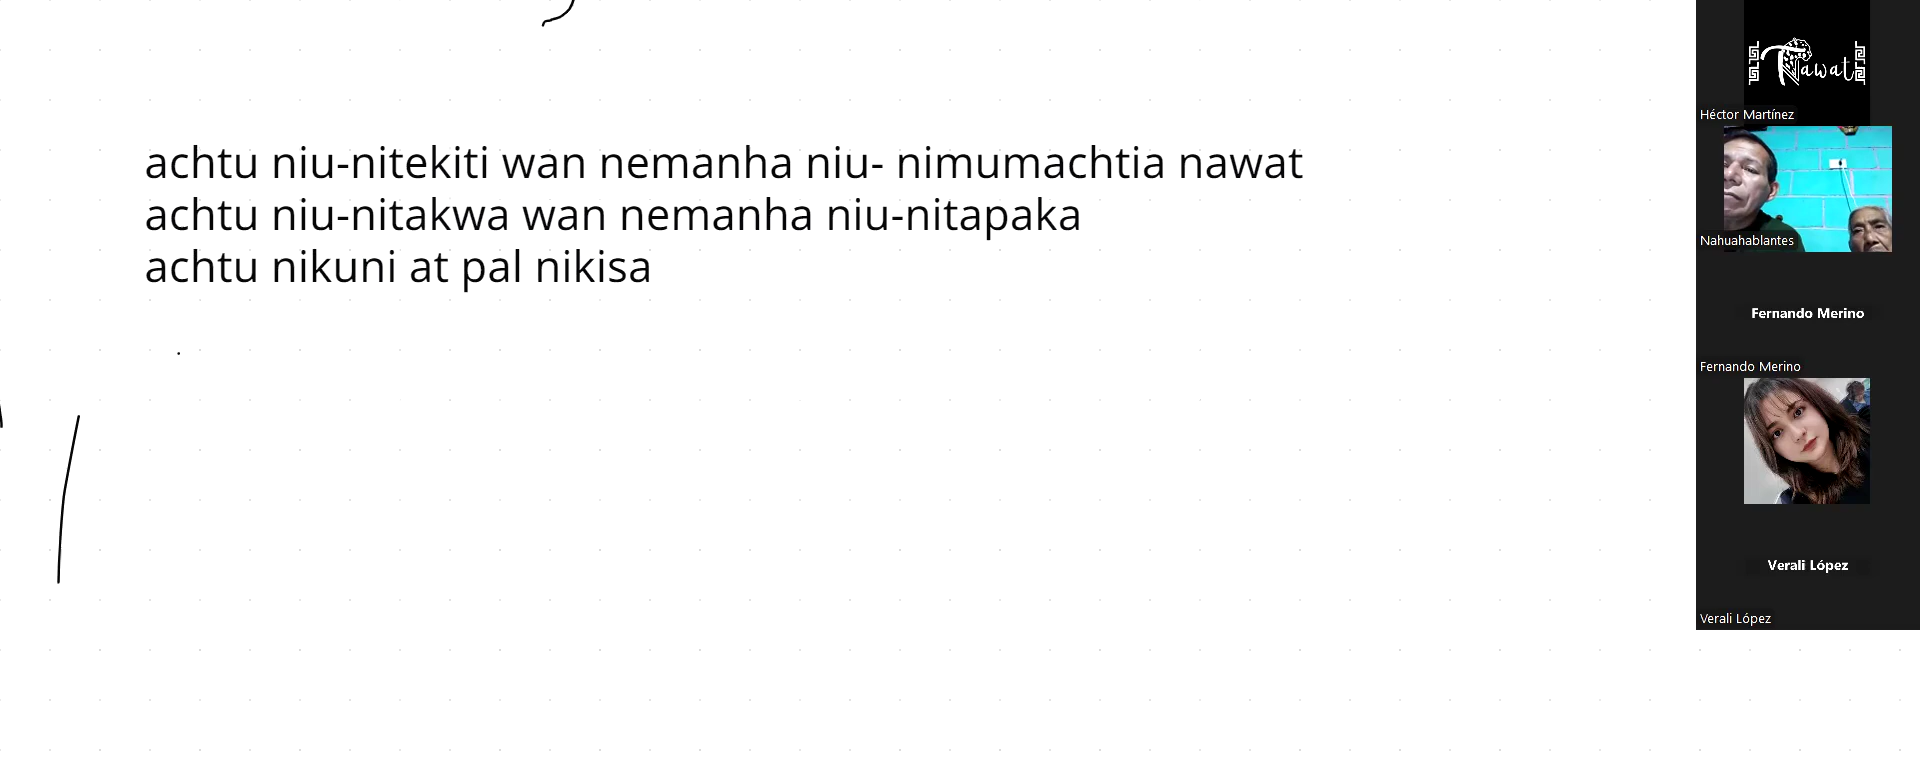 achtu niu-nitekiti wan nemanha niu- nimumachtia nawat
achtu niu-nitakwa wan nemanha niu-nitapaka
achtu nikuni at pal nikisa
Tawat
Héctor Martínez
Nahuahablantes
Fernando Merino
Fernando Merino
Verali López
Verali López